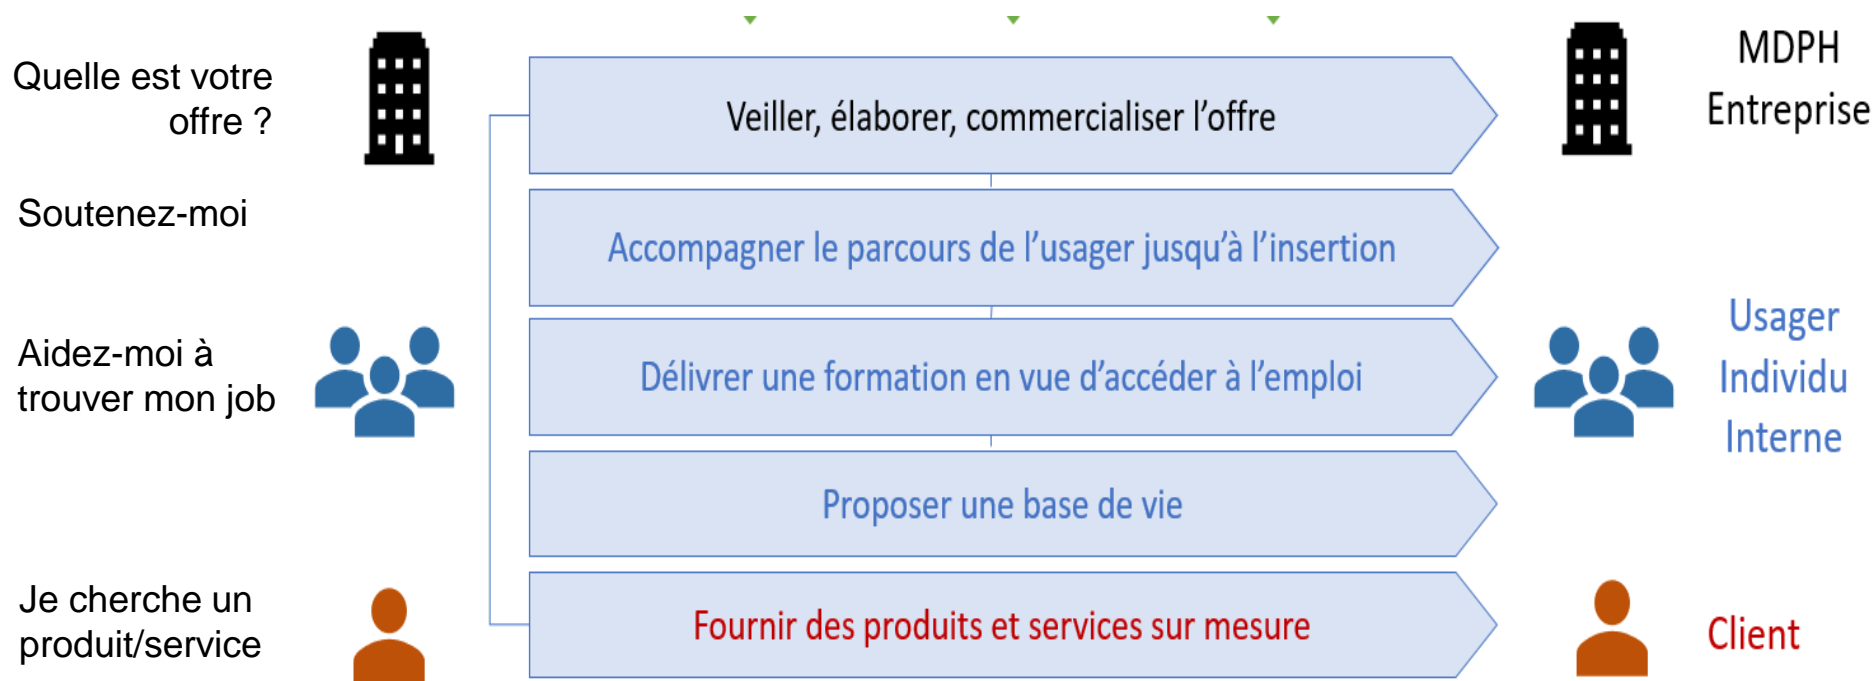 Quelle est votre
offre ?
Soutenez-moi
Aidez-moi à
trouver mon job
Je cherche un
produit/service
Veiller, élaborer, commercialiser l’offre
Accompagner le parcours de l’usager jusqu’à l’insertion
Délivrer une formation en vue d’accéder à l’emploi
Proposer une base de vie
Fournir des produits et services sur mesure
MDPH
Entreprise
Usager
Individu
Interne
Client